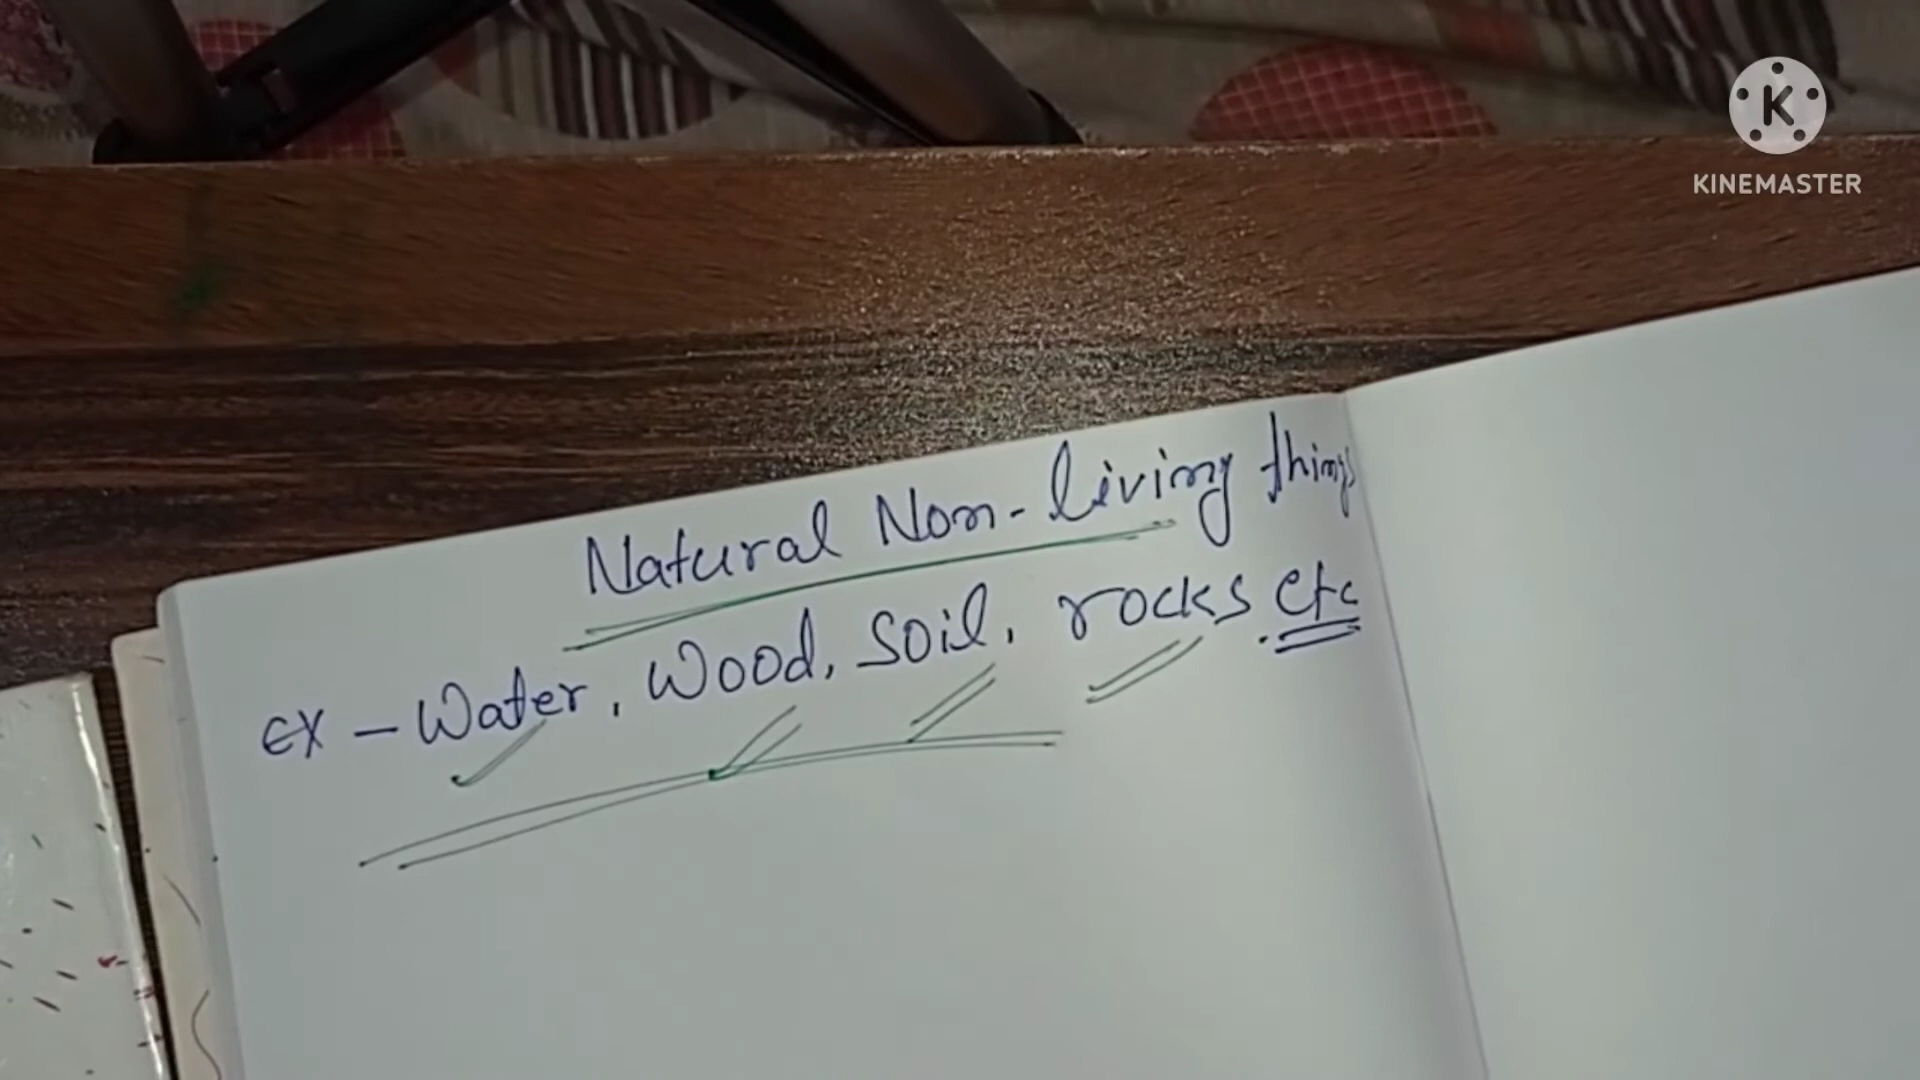 K
KINEMASTER
Natural Non-living things
Ex - Water, Wood, Soil, rocks etc